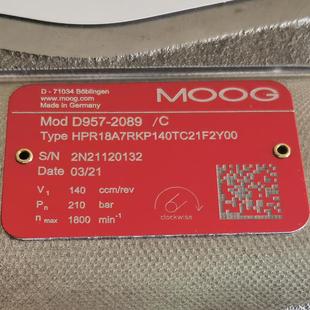 D - 71034 Böblingen
www.moog.com
Made in Germany
MOOG
Mod D957-2089 /C
Type HPR18A7RKP140TC21F2Y00
S/N 2N21120132
Date 03/21
V₁ 140 ccm/rev
Pₙ 210 bar
n max 1800 min⁻¹
clockwise